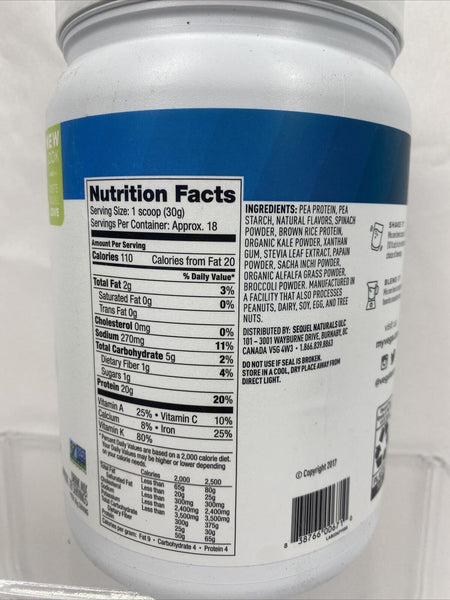 NEW
Nutrition Facts
Serving Size: 1 scoop (30g)
Servings Per Container: Approx. 18
Amount Per Serving
Calories 110 Calories from Fat 20
% Daily Value*
Total Fat 2g 3%
Saturated Fat 0g 0%
Trans Fat 0g
Cholesterol 0mg 0%
Sodium 270mg 11%
Total Carbohydrate 5g 2%
Dietary Fiber 1g 4%
Sugars 1g
Protein 20g 20%
Vitamin A 25% • Vitamin C 10%
Calcium 8% • Iron 25%
Vitamin K 80%
* Percent Daily Values are based on a 2,000 calorie diet.
Your Daily Values may be higher or lower depending
on your calorie needs.
Calories 2,000 2,500
Total Fat Less than 65g 80g
Saturated Fat Less than 20g 25g
Less than 300mg 300mg
Less than 2,400mg 2,400mg
3,500mg 3,500mg
Carbohydrate 300g 375g
Dietary Fiber 25g 30g
50g 65g
Calories per gram: Fat 9 • Carbohydrate 4 • Protein 4
INGREDIENTS: PEA PROTEIN, PEA
STARCH, NATURAL FLAVORS, SPINACH
POWDER, BROWN RICE PROTEIN,
ORGANIC KALE POWDER, XANTHAN
GUM, STEVIA LEAF EXTRACT, PAPAIN
POWDER, SACHA INCHI POWDER,
ORGANIC ALFALFA GRASS POWDER,
BROCCOLI POWDER. MANUFACTURED IN
A FACILITY THAT ALSO PROCESSES
PEANUTS, DAIRY, SOY, EGG, AND TREE
NUTS.
DISTRIBUTED BY: SEQUEL NATURALS ULC
101 – 3001 WAYBURNE DRIVE, BURNABY, BC
CANADA V5G 4W3 • 1.866.839.8863
DO NOT USE IF SEAL IS BROKEN.
STORE IN A COOL, DRY PLACE AWAY FROM
DIRECT LIGHT.
© Copyright 2017
8 38766 00671 0
SHAKE
BLEND